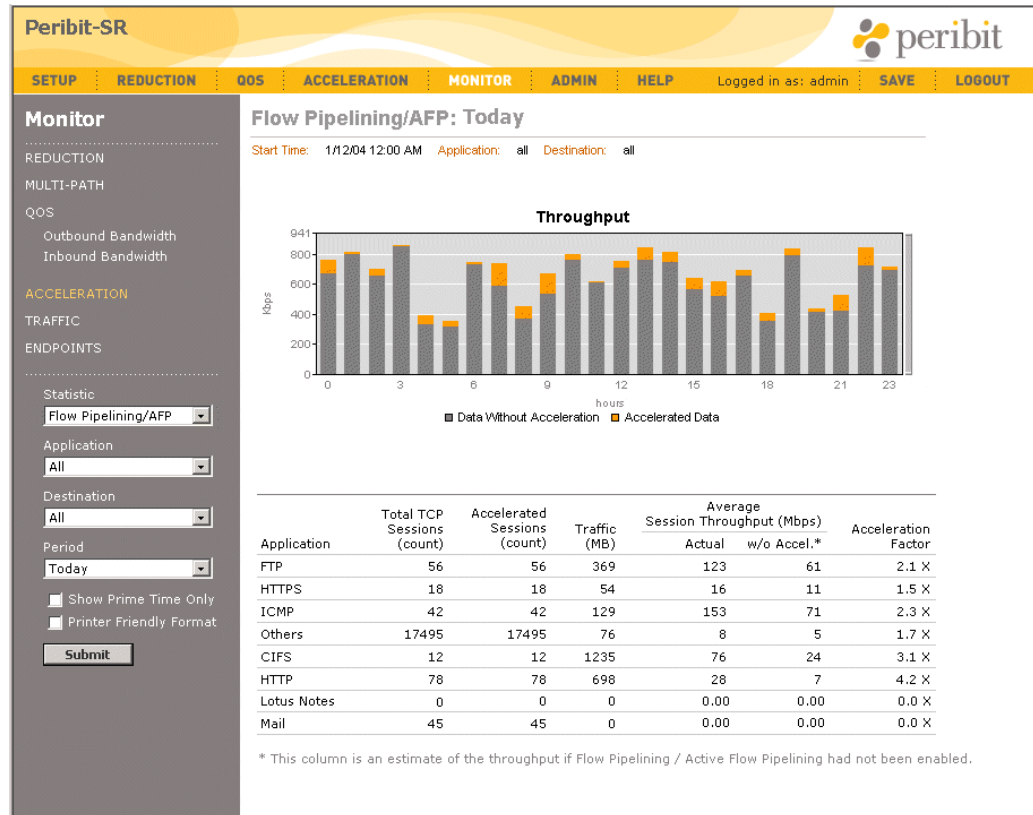 Peribit-SR
peribit
SETUP REDUCTION QOS ACCELERATION MONITOR ADMIN HELP Logged in as: admin SAVE LOGOUT
Monitor
REDUCTION
MULTI-PATH
QOS
Outbound Bandwidth
Inbound Bandwidth
ACCELERATION
TRAFFIC
ENDPOINTS
Statistic
Flow Pipelining/AFP
Application
All
Destination
All
Period
Today
Show Prime Time Only
Printer Friendly Format
Submit
Flow Pipelining/AFP: Today
Start Time: 1/12/04 12:00 AM Application: all Destination: all
Throughput
941
800
600
400
200
0
Kbps
0 3 6 9 12 15 18 21 23
hours
Data Without Acceleration Accelerated Data
Average
Total TCP Accelerated Session Throughput (Mbps)
Sessions Sessions Traffic Acceleration
Application (count) (count) (MB) Actual w/o Accel.* Factor
FTP 56 56 369 123 61 2.1 X
HTTPS 18 18 54 16 11 1.5 X
ICMP 42 42 129 153 71 2.3 X
Others 17495 17495 76 8 5 1.7 X
CIFS 12 12 1235 76 24 3.1 X
HTTP 78 78 698 28 7 4.2 X
Lotus Notes 0 0 0 0.00 0.00 0.0 X
Mail 45 45 0 0.00 0.00 0.0 X
* This column is an estimate of the throughput if Flow Pipelining / Active Flow Pipelining had not been enabled.